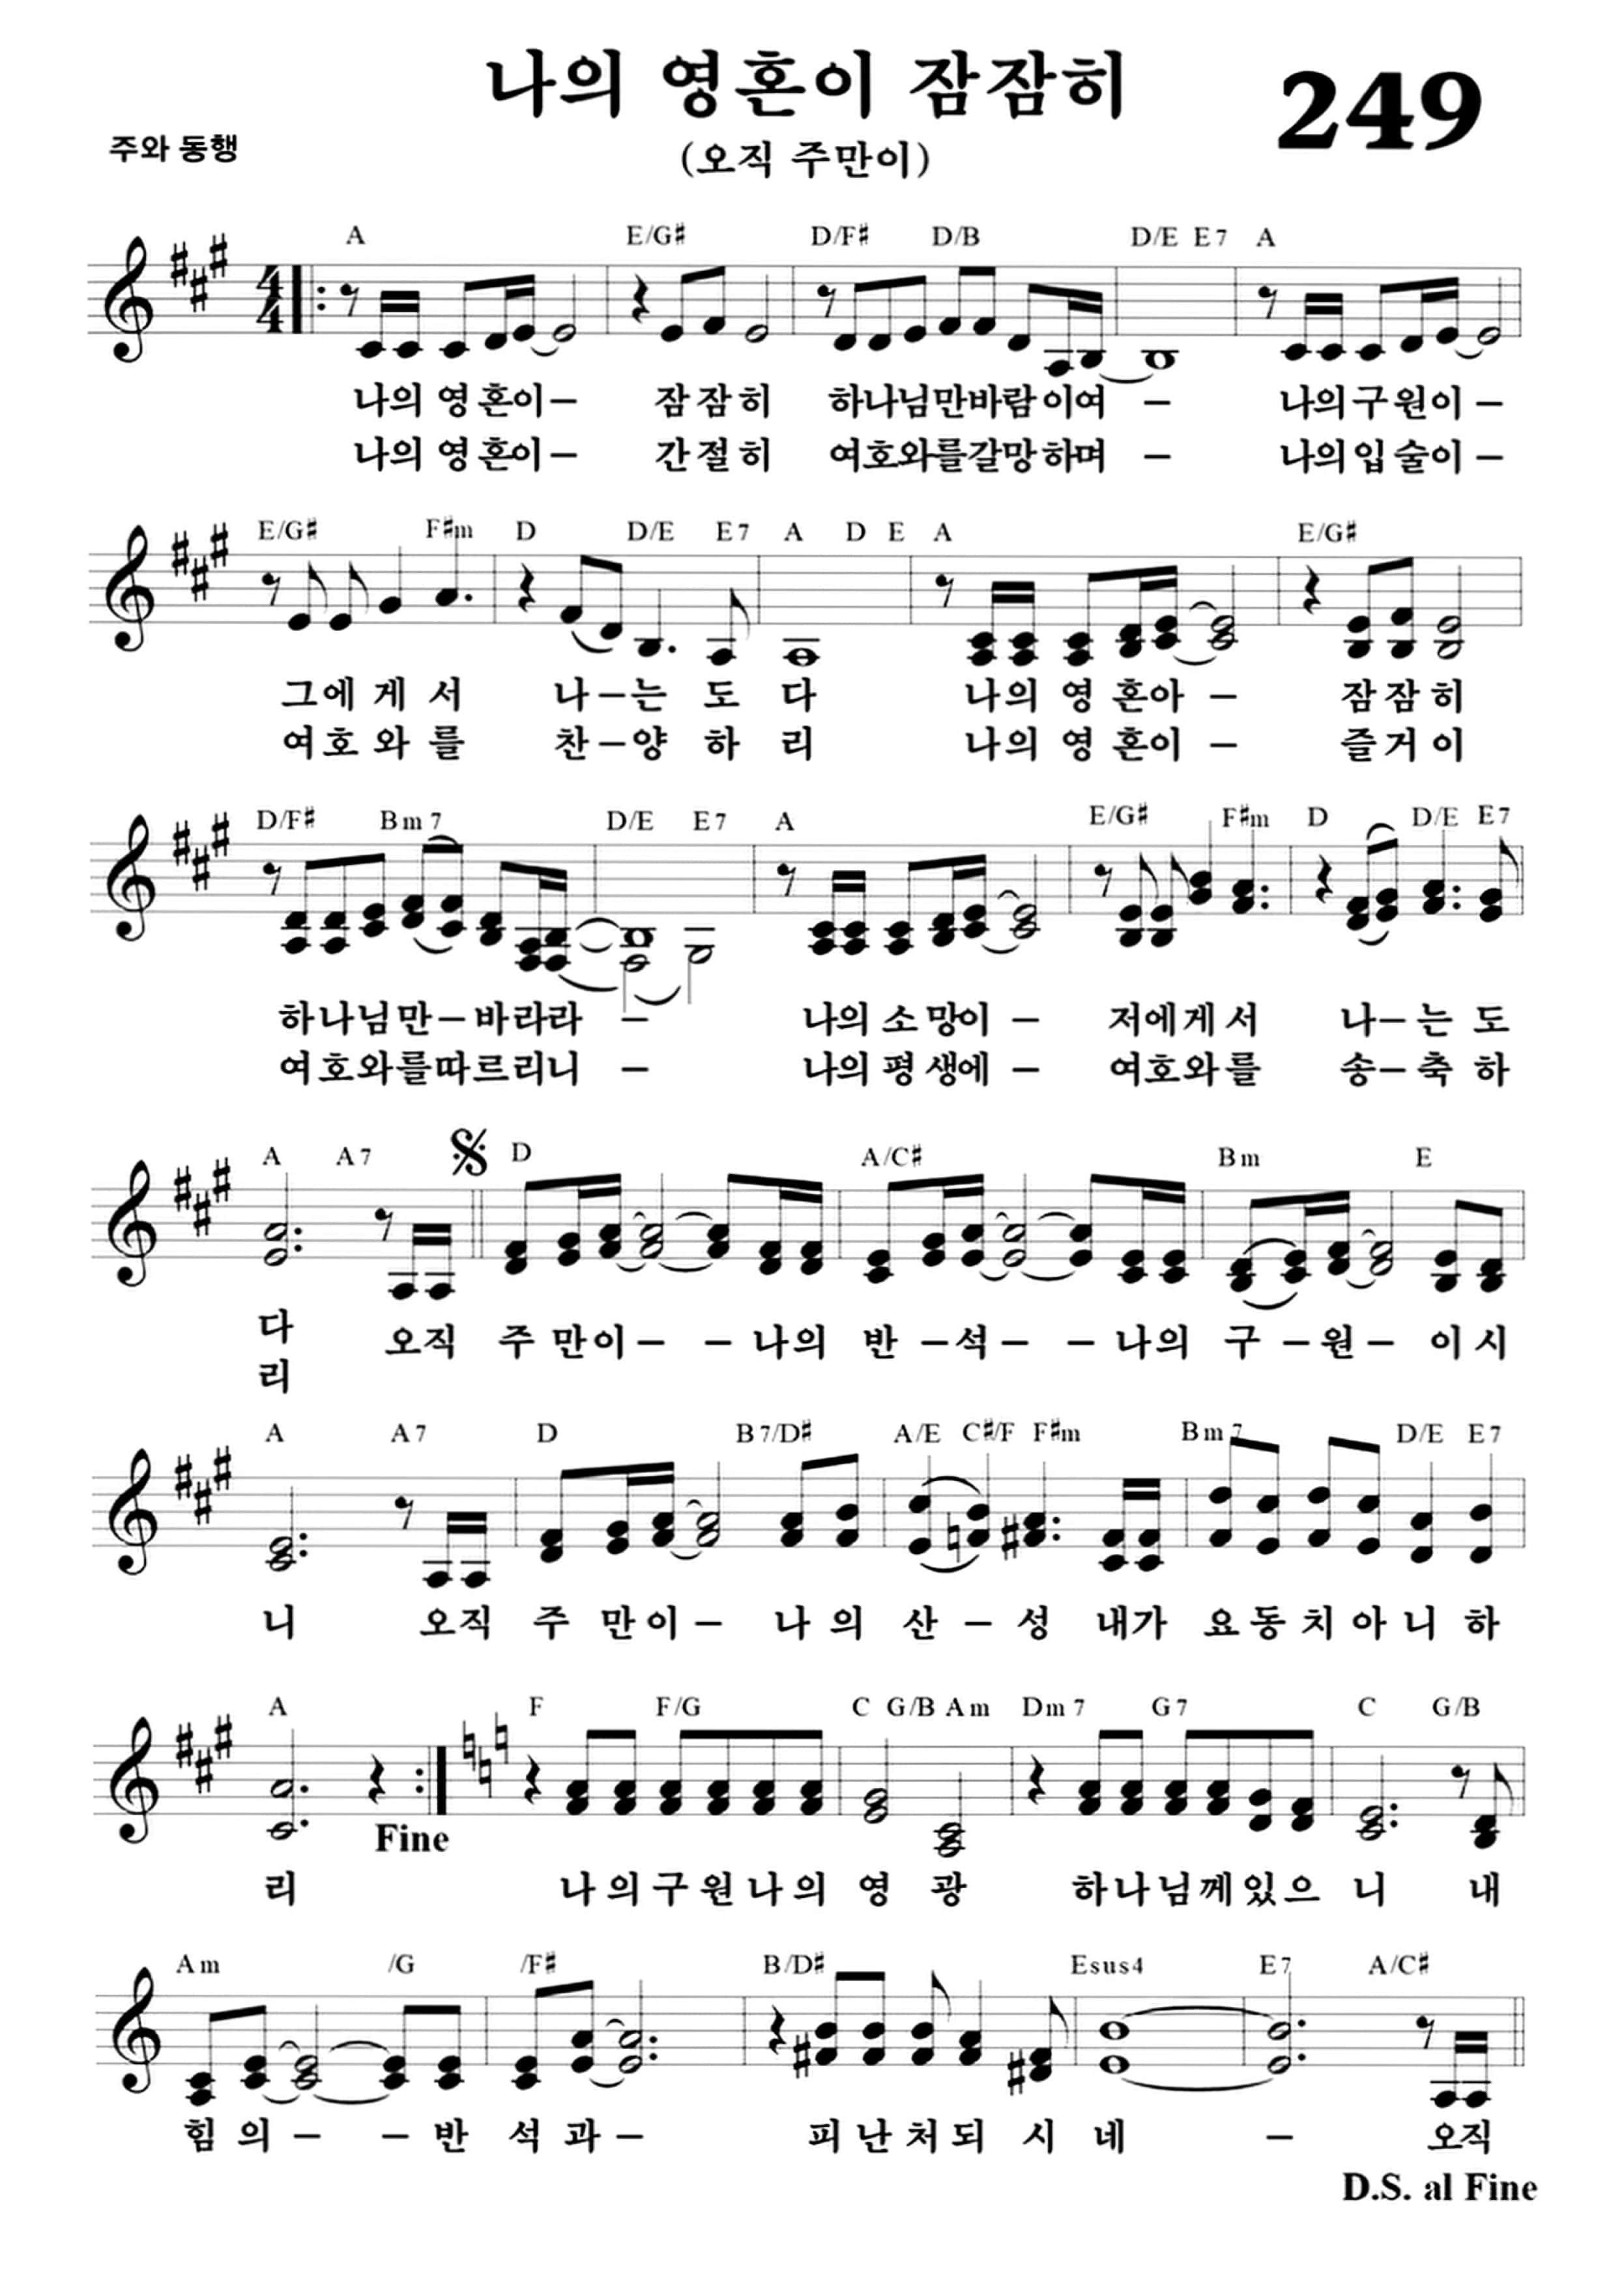 나의 영혼이 잠잠히
249
주와 동행
(오직 주만이)
A E/G♯ D/F♯ D/B D/E E7 A
나의 영혼이– 잠잠히 하나님만바람이여 – 나의구원이–
나의 영혼이– 간절히 여호와를갈망하며 – 나의입술이–
E/G♯ F♯m D D/E E7 A D E A E/G♯
그에게서 나–는 도 다 나의 영 혼아 – 잠잠히
여호와를 찬–양 하 리 나의 영 혼이 – 즐거이
D/F♯ Bm7 D/E E7 A E/G♯ F♯m D D/E E7
하나님만–바라라 – 나의 소망이 – 저에게서 나–는 도
여호와를따르리니 – 나의 평생에 – 여호와를 송–축 하
A A7 D A/C♯ Bm E
다 오직 주 만이– –나의 반 –석– –나의 구 –원– 이시
리
A A7 D B7/D♯ A/E C♯/F F♯m Bm7 D/E E7
니 오직 주 만이– 나의 산 –성 내가 요동치아니하
A F F/G C G/B Am Dm7 G7 C G/B
Fine
리 나의구원나의 영 광 하나님께있으 니 내
Am /G /F♯ B/D♯ Esus4 E7 A/C♯
힘 의– –반 석 과– 피난처되 시 네 – 오직
D.S. al Fine